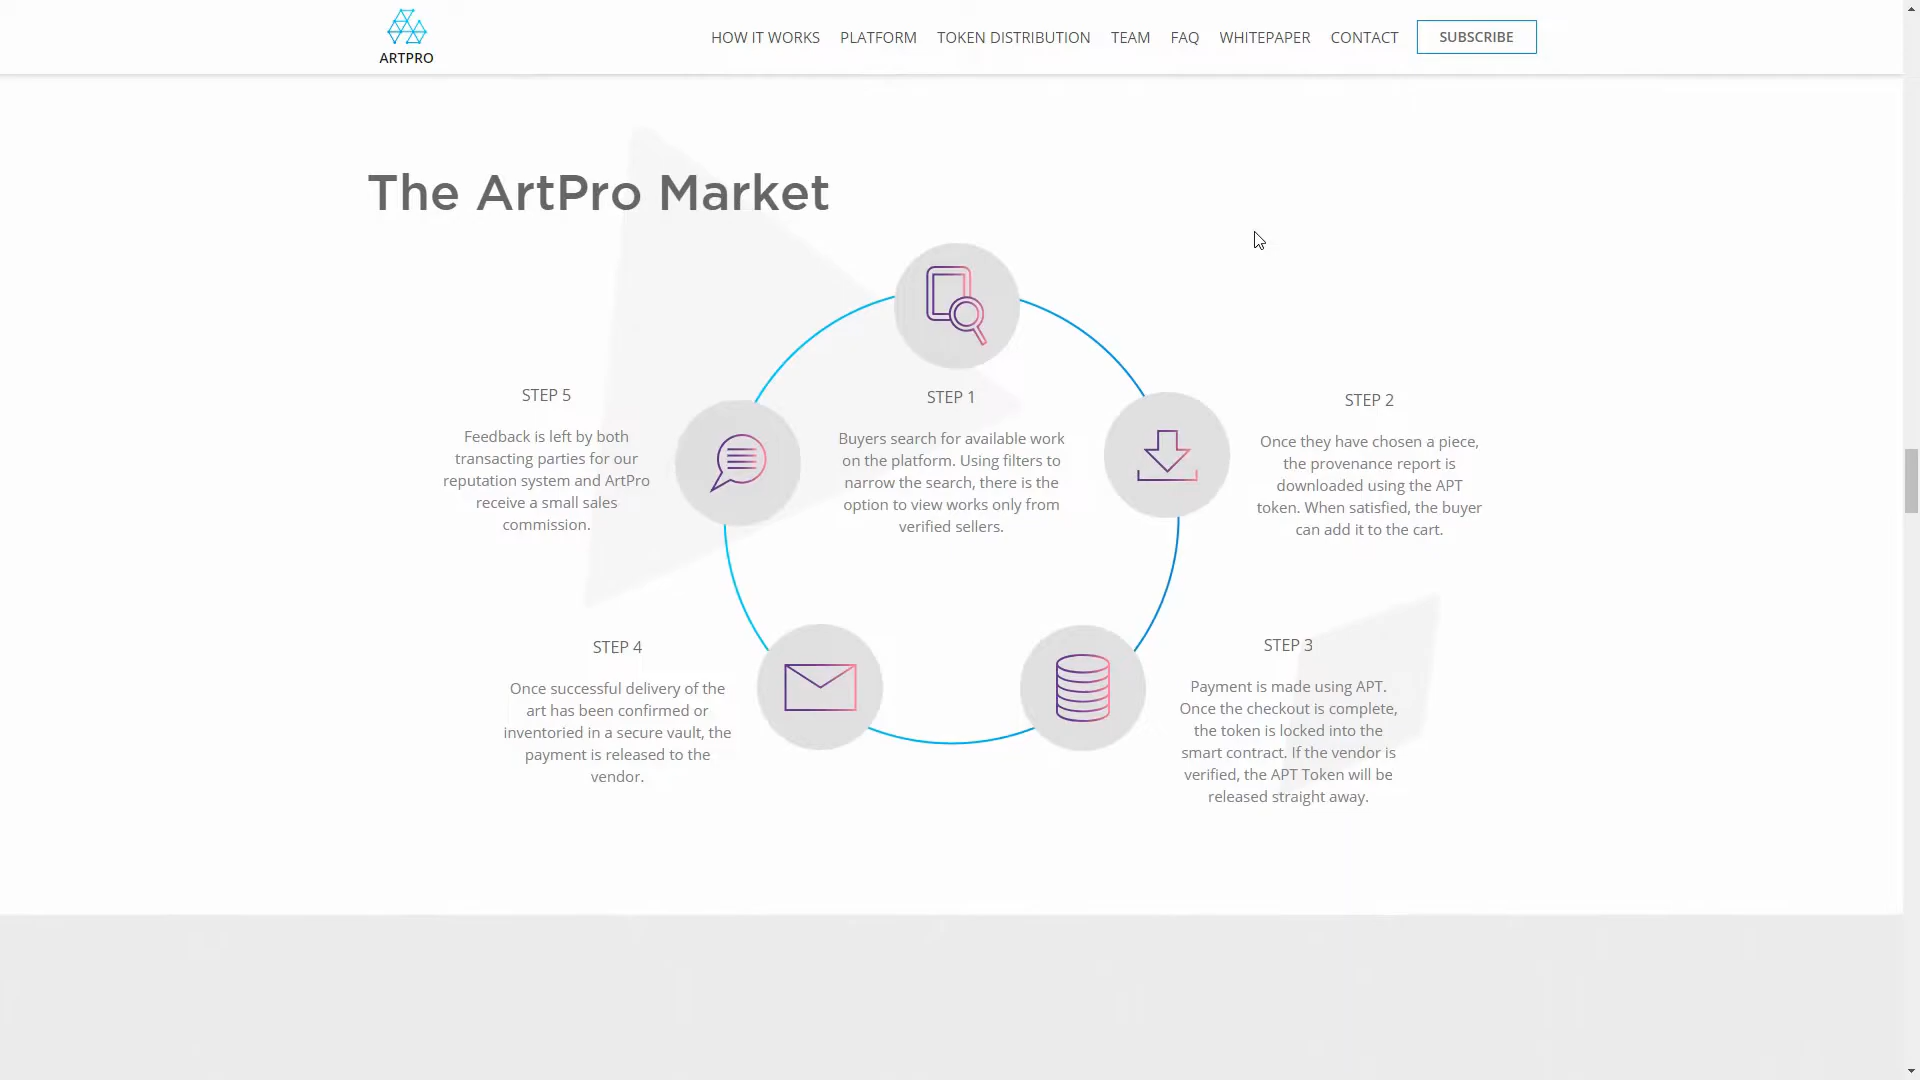 ARTPRO
HOW IT WORKS PLATFORM TOKEN DISTRIBUTION TEAM FAQ WHITEPAPER CONTACT SUBSCRIBE
The ArtPro Market
STEP 1
Buyers search for available work
on the platform. Using filters to
narrow the search, there is the
option to view works only from
verified sellers.
STEP 2
Once they have chosen a piece,
the provenance report is
downloaded using the APT
token. When satisfied, the buyer
can add it to the cart.
STEP 3
Payment is made using APT.
Once the checkout is complete,
the token is locked into the
smart contract. If the vendor is
verified, the APT Token will be
released straight away.
STEP 4
Once successful delivery of the
art has been confirmed or
inventoried in a secure vault, the
payment is released to the
vendor.
STEP 5
Feedback is left by both
transacting parties for our
reputation system and ArtPro
receive a small sales
commission.